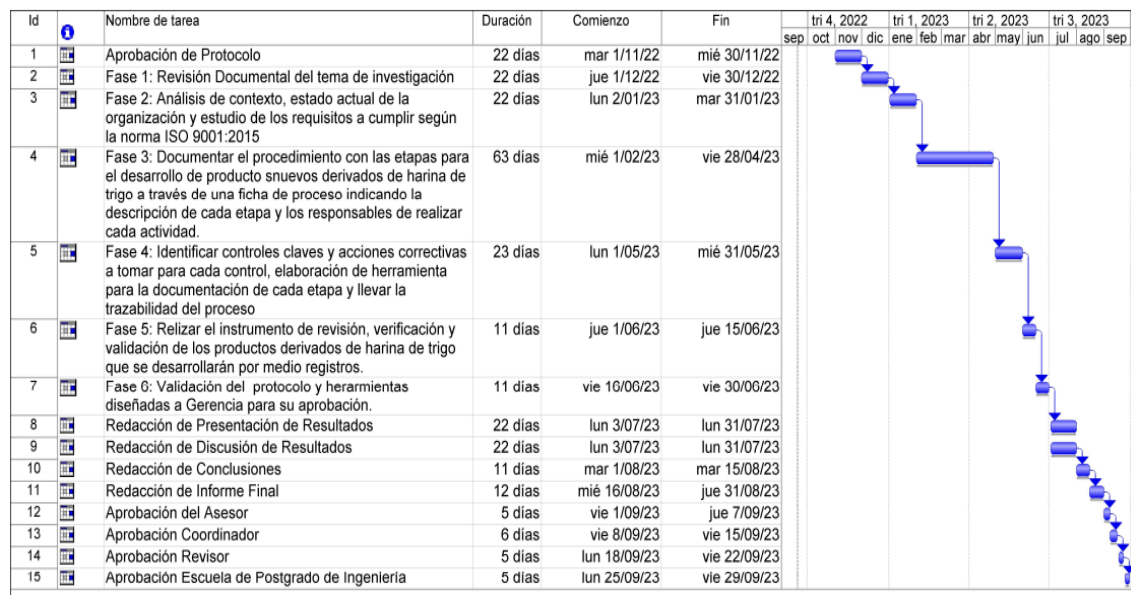 Id Nombre de tarea Duración Comienzo Fin tri 4, 2022 tri 1, 2023 tri 2, 2023 tri 3, 2023
sep oct nov dic ene feb mar abr may jun jul ago sep
1 Aprobación de Protocolo 22 días mar 1/11/22 mié 30/11/22
2 Fase 1: Revisión Documental del tema de investigación 22 días jue 1/12/22 vie 30/12/22
3 Fase 2: Análisis de contexto, estado actual de la 22 días lun 2/01/23 mar 31/01/23
organización y estudio de los requisitos a cumplir según
la norma ISO 9001:2015
4 Fase 3: Documentar el procedimiento con las etapas para 63 días mié 1/02/23 vie 28/04/23
el desarrollo de producto snuevos derivados de harina de
trigo a través de una ficha de proceso indicando la
descripción de cada etapa y los responsables de realizar
cada actividad.
5 Fase 4: Identificar controles claves y acciones correctivas 23 días lun 1/05/23 mié 31/05/23
a tomar para cada control, elaboración de herramienta
para la documentación de cada etapa y llevar la
trazabilidad del proceso
6 Fase 5: Relizar el instrumento de revisión, verificación y 11 días jue 1/06/23 jue 15/06/23
validación de los productos derivados de harina de trigo
que se desarrollarán por medio registros.
7 Fase 6: Validación del protocolo y herarmientas 11 días vie 16/06/23 vie 30/06/23
diseñadas a Gerencia para su aprobación.
8 Redacción de Presentación de Resultados 22 días lun 3/07/23 lun 31/07/23
9 Redacción de Discusión de Resultados 22 días lun 3/07/23 lun 31/07/23
10 Redacción de Conclusiones 11 días mar 1/08/23 mar 15/08/23
11 Redacción de Informe Final 12 días mié 16/08/23 jue 31/08/23
12 Aprobación del Asesor 5 días vie 1/09/23 jue 7/09/23
13 Aprobación Coordinador 6 días vie 8/09/23 vie 15/09/23
14 Aprobación Revisor 5 días lun 18/09/23 vie 22/09/23
15 Aprobación Escuela de Postgrado de Ingeniería 5 días lun 25/09/23 vie 29/09/23